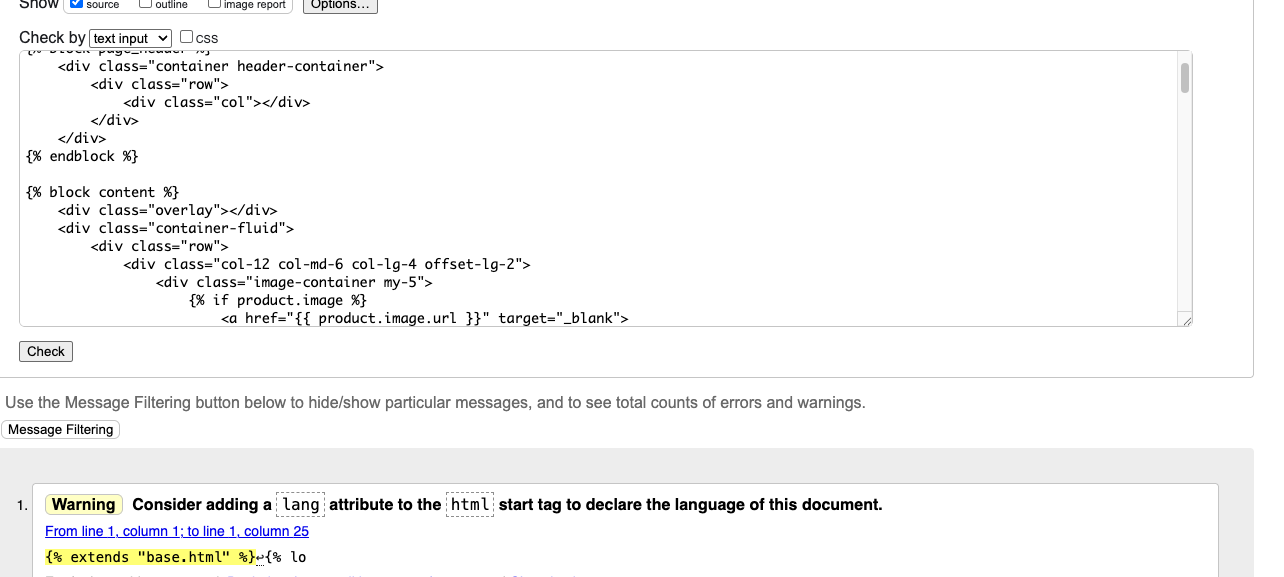 Show source outline image report Options...
Check by text input css
{% block page_header %}
<div class="container header-container">
<div class="row">
<div class="col"></div>
</div>
</div>
{% endblock %}
{% block content %}
<div class="overlay"></div>
<div class="container-fluid">
<div class="row">
<div class="col-12 col-md-6 col-lg-4 offset-lg-2">
<div class="image-container my-5">
{% if product.image %}
<a href="{{ product.image.url }}" target="_blank">
Check
Use the Message Filtering button below to hide/show particular messages, and to see total counts of errors and warnings.
Message Filtering
1. Warning Consider adding a lang attribute to the html start tag to declare the language of this document.
From line 1, column 1; to line 1, column 25
{% extends "base.html" %}↩{% lo